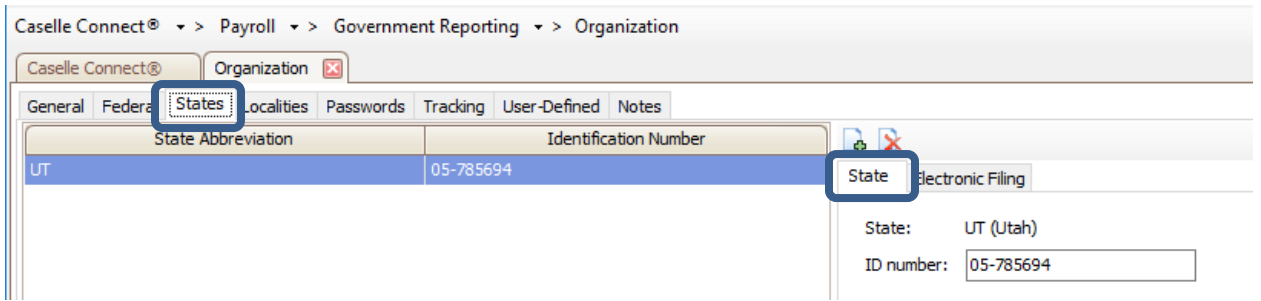 Caselle Connect® > Payroll > Government Reporting > Organization
Caselle Connect® Organization
General Federa States Localities Passwords Tracking User-Defined Notes
State Abbreviation Identification Number
UT 05-785694
State Electronic Filing
State: UT (Utah)
ID number: 05-785694